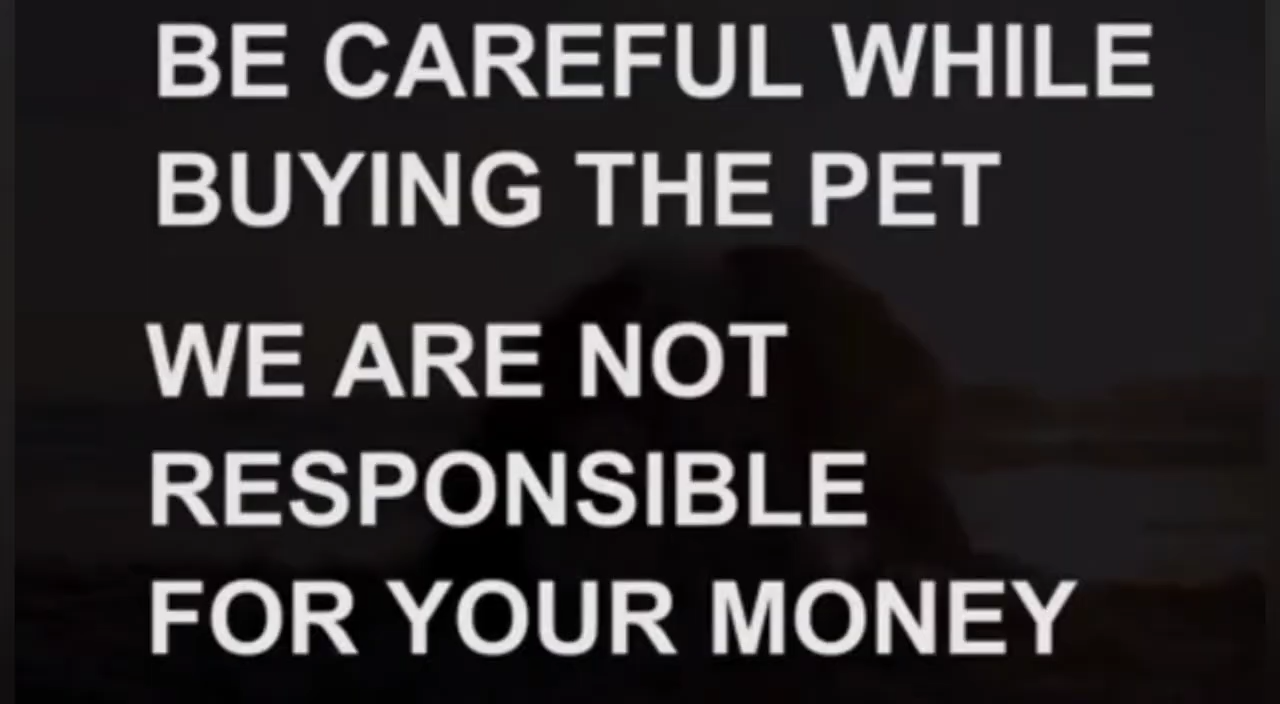 BE CAREFUL WHILE
BUYING THE PET
WE ARE NOT
RESPONSIBLE
FOR YOUR MONEY